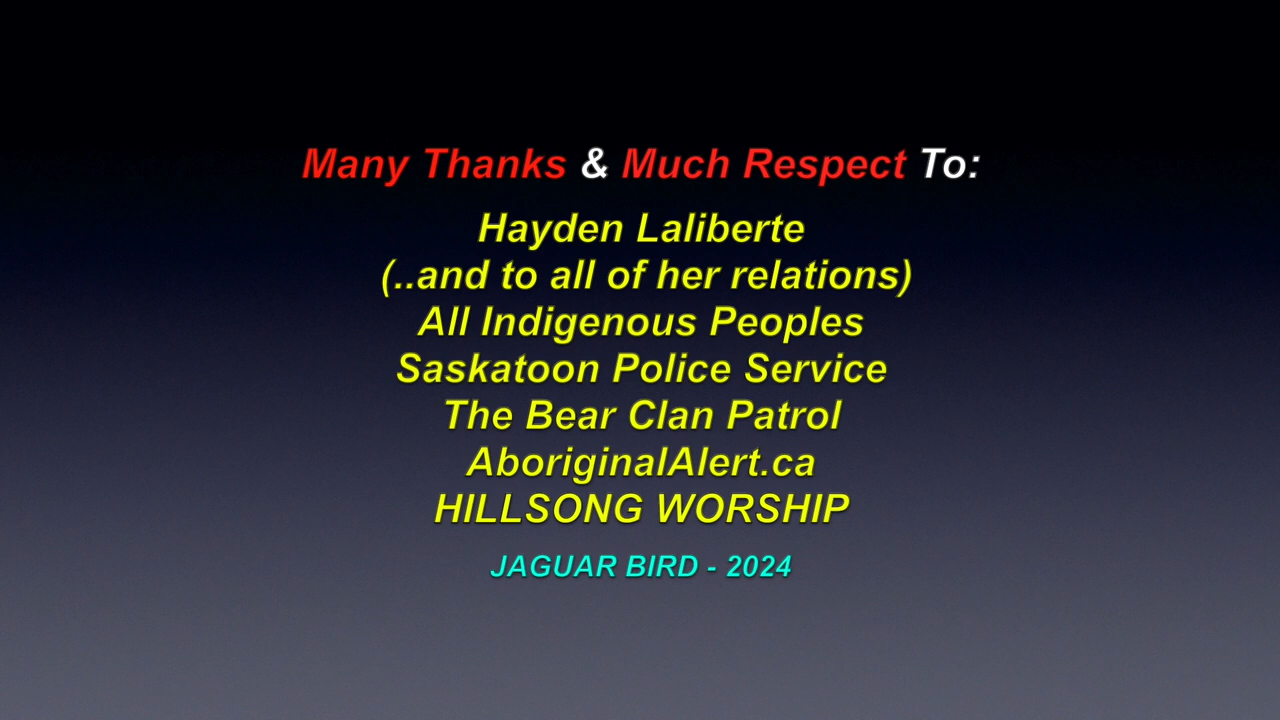 Many Thanks & Much Respect To:
Hayden Laliberte
(..and to all of her relations)
All Indigenous Peoples
Saskatoon Police Service
The Bear Clan Patrol
AboriginalAlert.ca
HILLSONG WORSHIP
JAGUAR BIRD - 2024